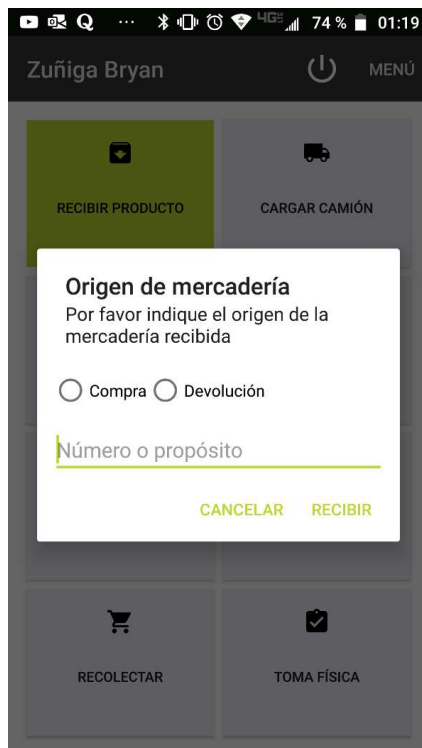 Q ... 4GE 74 % 01:19
Zuñiga Bryan MENÚ
RECIBIR PRODUCTO CARGAR CAMIÓN
Origen de mercadería
Por favor indique el origen de la
mercadería recibida
Compra Devolución
Número o propósito
CANCELAR RECIBIR
RECOLECTAR TOMA FÍSICA